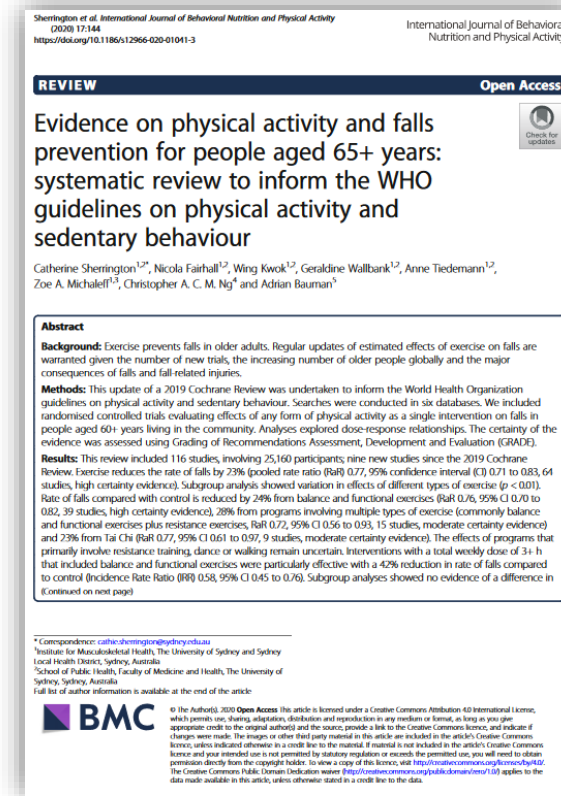 Sherrington et al. International Journal of Behavioral Nutrition and Physical Activity
(2020) 17:144
https://doi.org/10.1186/s12966-020-01041-3
International Journal of Behavioral
Nutrition and Physical Activity
REVIEW
Open Access
Check for
updates
Evidence on physical activity and falls
prevention for people aged 65+ years:
systematic review to inform the WHO
guidelines on physical activity and
sedentary behaviour
Catherine Sherrington1,2*, Nicola Fairhall1,2, Wing Kwok1,2, Geraldine Wallbank1,2, Anne Tiedemann1,2,
Zoe A. Michaleff1,3, Christopher A. C. M. Ng4 and Adrian Bauman5
Abstract
Background: Exercise prevents falls in older adults. Regular updates of estimated effects of exercise on falls are
warranted given the number of new trials, the increasing number of older people globally and the major
consequences of falls and fall-related injuries.
Methods: This update of a 2019 Cochrane Review was undertaken to inform the World Health Organization
guidelines on physical activity and sedentary behaviour. Searches were conducted in six databases. We included
randomised controlled trials evaluating effects of any form of physical activity as a single intervention on falls in
people aged 60+ years living in the community. Analyses explored dose-response relationships. The certainty of the
evidence was assessed using Grading of Recommendations Assessment, Development and Evaluation (GRADE).
Results: This review included 116 studies, involving 25,160 participants; nine new studies since the 2019 Cochrane
Review. Exercise reduces the rate of falls by 23% (pooled rate ratio (RaR) 0.77, 95% confidence interval (CI) 0.71 to 0.83, 64
studies, high certainty evidence). Subgroup analysis showed variation in effects of different types of exercise (p < 0.01).
Rate of falls compared with control is reduced by 24% from balance and functional exercises (RaR 0.76, 95% CI 0.70 to
0.82, 39 studies, high certainty evidence), 28% from programs involving multiple types of exercise (commonly balance
and functional exercises plus resistance exercises, RaR 0.72, 95% CI 0.56 to 0.93, 15 studies, moderate certainty evidence)
and 23% from Tai Chi (RaR 0.77, 95% CI 0.61 to 0.97, 9 studies, moderate certainty evidence). The effects of programs that
primarily involve resistance training, dance or walking remain uncertain. Interventions with a total weekly dose of 3+ h
that included balance and functional exercises were particularly effective with a 42% reduction in rate of falls compared
to control (Incidence Rate Ratio (IRR) 0.58, 95% CI 0.45 to 0.76). Subgroup analyses showed no evidence of a difference in
(Continued on next page)
* Correspondence: cathie.sherrington@sydney.edu.au
1Institute for Musculoskeletal Health, The University of Sydney and Sydney
Local Health District, Sydney, Australia
2School of Public Health, Faculty of Medicine and Health, The University of
Sydney, Sydney, Australia
Full list of author information is available at the end of the article
BMC
© The Author(s). 2020 Open Access This article is licensed under a Creative Commons Attribution 4.0 International License,
which permits use, sharing, adaptation, distribution and reproduction in any medium or format, as long as you give
appropriate credit to the original author(s) and the source, provide a link to the Creative Commons licence, and indicate if
changes were made. The images or other third party material in this article are included in the article's Creative Commons
licence, unless indicated otherwise in a credit line to the material. If material is not included in the article's Creative Commons
licence and your intended use is not permitted by statutory regulation or exceeds the permitted use, you will need to obtain
permission directly from the copyright holder. To view a copy of this licence, visit http://creativecommons.org/licenses/by/4.0/.
The Creative Commons Public Domain Dedication waiver (http://creativecommons.org/publicdomain/zero/1.0/) applies to the
data made available in this article, unless otherwise stated in a credit line to the data.